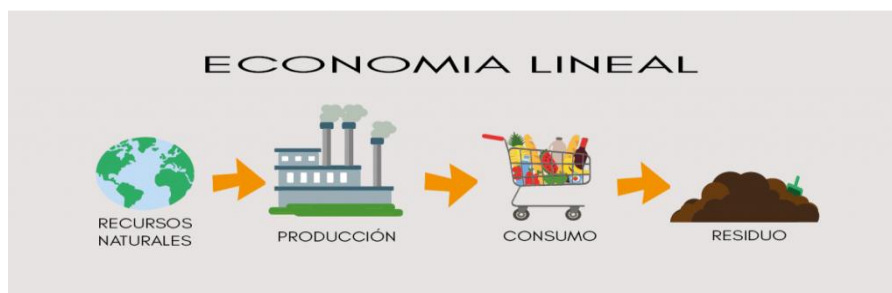 ECONOMIA LINEAL
RECURSOS
NATURALES
PRODUCCIÓN
CONSUMO
RESIDUO